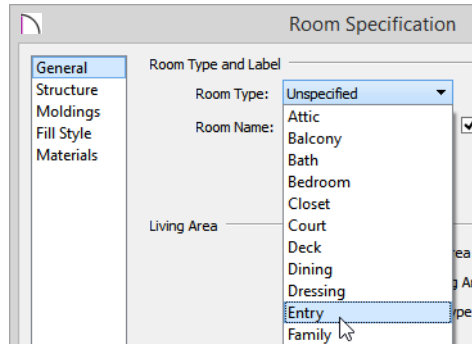 Room Specification
General
Structure
Moldings
Fill Style
Materials
Room Type and Label
Room Type: Unspecified
Room Name:
Attic
Balcony
Bath
Bedroom
Closet
Court
Deck
Dining
Dressing
Entry
Family
Living Area